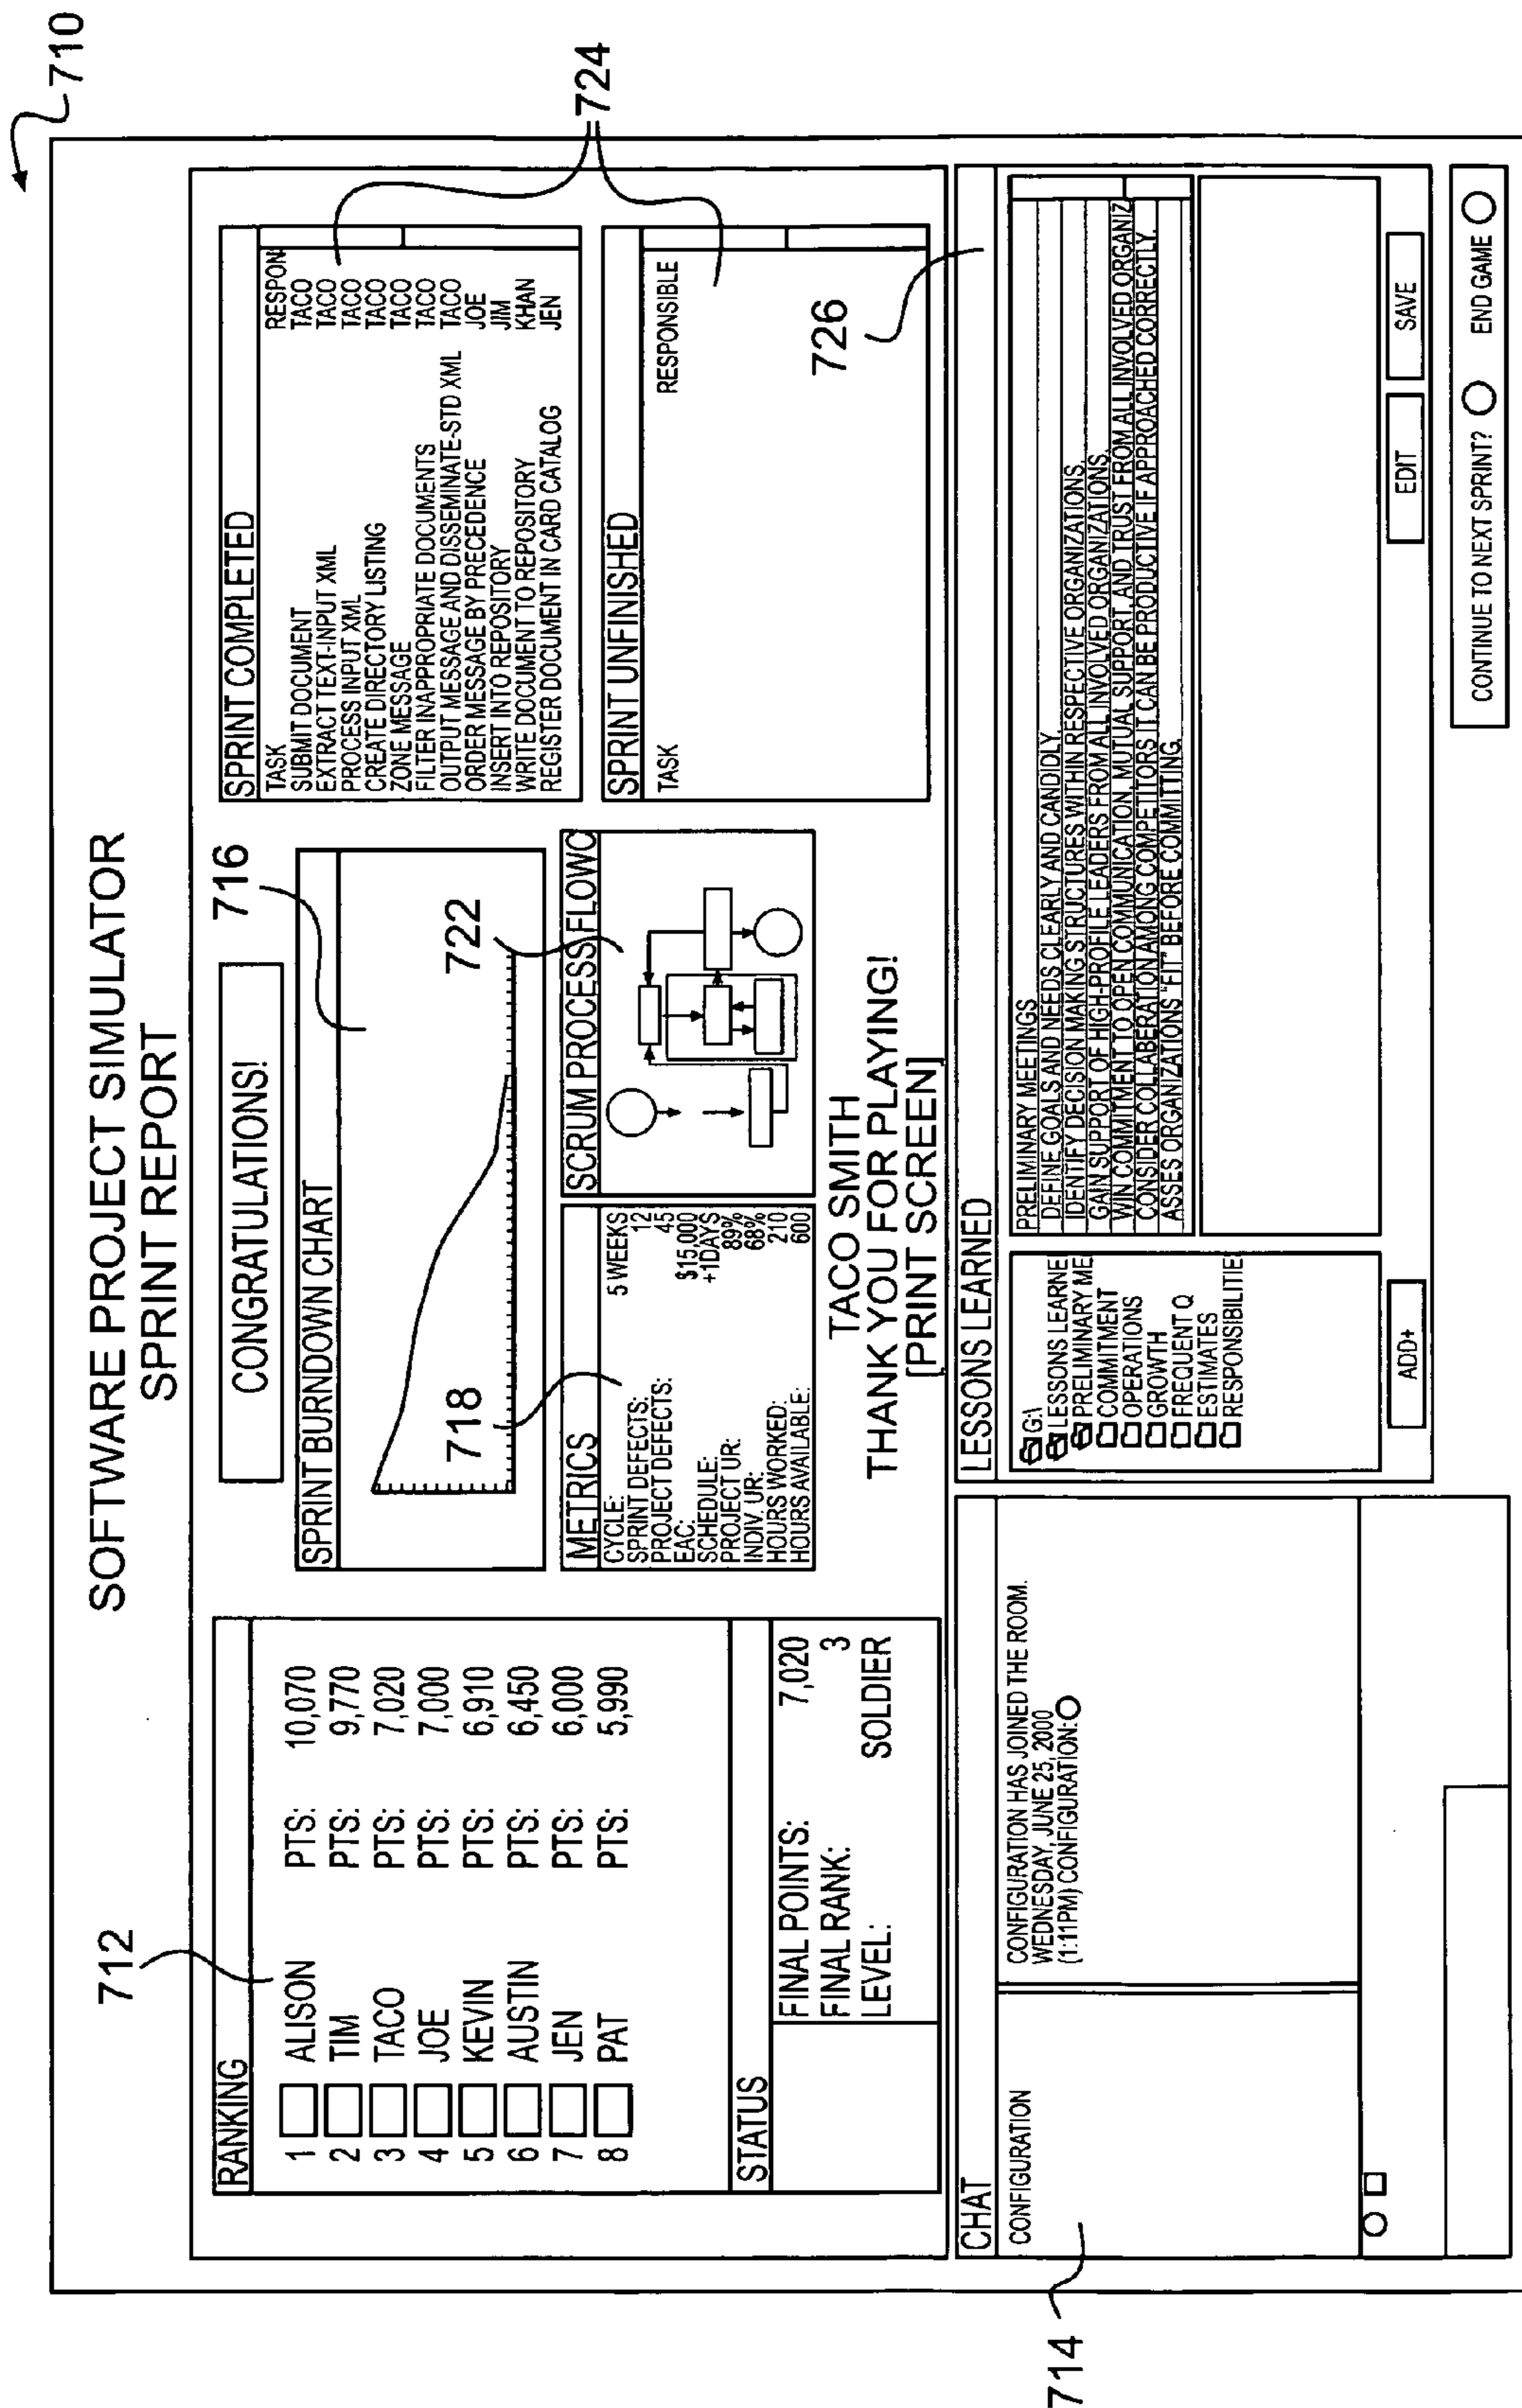 710
SOFTWARE PROJECT SIMULATOR
SPRINT REPORT
712
RANKING
1 ALISON PTS: 10,070
2 TIM PTS: 9,770
3 TACO PTS: 7,020
4 JOE PTS: 7,000
5 KEVIN PTS: 6,910
6 AUSTIN PTS: 6,450
7 JEN PTS: 6,000
8 PAT PTS: 5,990
STATUS
FINAL POINTS: 7,020
FINAL RANK: 3
LEVEL: SOLDIER
CONGRATULATIONS!
716
SPRINT BURNDOWN CHART
718
722
METRICS
CYCLE: 5 WEEKS
SPRINT DEFECTS: 12
PROJECT DEFECTS: 45
EAC: $15,000
SCHEDULE: +1DAYS
PROJECT UR: 89%
INDIV. UR: 68%
HOURS WORKED: 210
HOURS AVAILABLE: 600
SCRUM PROCESS FLOWC
TACO SMITH
THANK YOU FOR PLAYING!
[PRINT SCREEN]
SPRINT COMPLETED
724
TASK RESPON
SUBMIT DOCUMENT TACO
EXTRACT TEXT-INPUT XML TACO
PROCESS INPUT XML TACO
CREATE DIRECTORY LISTING TACO
ZONE MESSAGE TACO
FILTER INAPPROPRIATE DOCUMENTS TACO
OUTPUT MESSAGE AND DISSEMINATE-STD XML TACO
ORDER MESSAGE BY PRECEDENCE JOE
INSERT INTO REPOSITORY JIM
WRITE DOCUMENT TO REPOSITORY KHAN
REGISTER DOCUMENT IN CARD CATALOG JEN
SPRINT UNFINISHED
TASK RESPONSIBLE
726
CHAT
714
CONFIGURATION
CONFIGURATION HAS JOINED THE ROOM.
WEDNESDAY, JUNE 25, 2000
(1:11PM) CONFIGURATION:
LESSONS LEARNED
G:\
LESSONS LEARNE
PRELIMINARY ME
COMMITMENT
OPERATIONS
GROWTH
FREQUENT Q
ESTIMATES
RESPONSIBILITIE
ADD+
PRELIMINARY MEETINGS
DEFINE GOALS AND NEEDS CLEARLY AND CANDIDLY.
IDENTIFY DECISION MAKING STRUCTURES WITHIN RESPECTIVE ORGANIZATIONS.
GAIN SUPPORT OF HIGH-PROFILE LEADERS FROM ALL INVOLVED ORGANIZATIONS.
WIN COMMITMENT TO OPEN COMMUNICATION, MUTUAL SUPPORT, AND TRUST FROM ALL INVOLVED ORGANIZ
CONSIDER COLLABERATION AMONG COMPETITORS IT CAN BE PRODUCTIVE IF APPROACHED CORRECTLY.
ASSES ORGANIZATIONS "FIT" BEFORE COMMITTING.
EDIT SAVE
CONTINUE TO NEXT SPRINT? END GAME